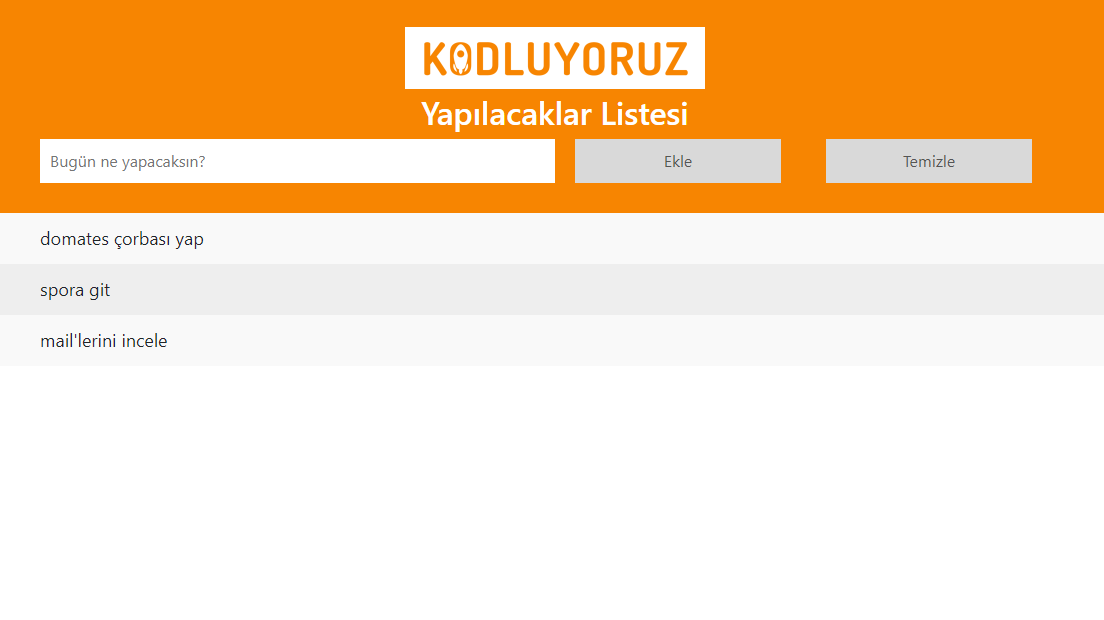 KODLUYORUZ
Yapılacaklar Listesi
Bugün ne yapacaksın?
Ekle
Temizle
domates çorbası yap
spora git
mail'lerini incele